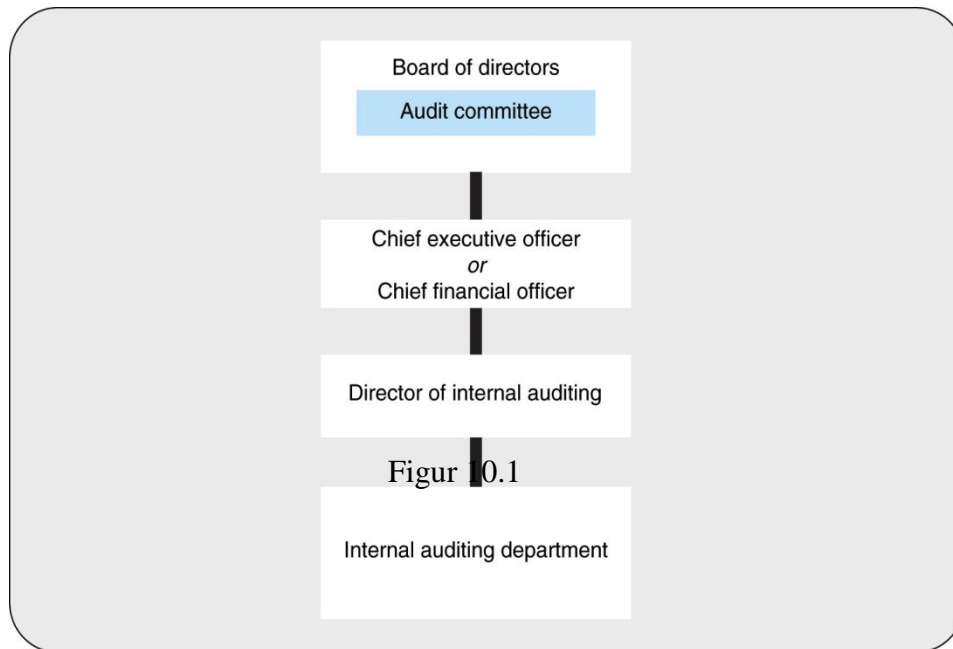 Board of directors
Audit committee
Chief executive officer
or
Chief financial officer
Director of internal auditing
Figur 10.1
Internal auditing department